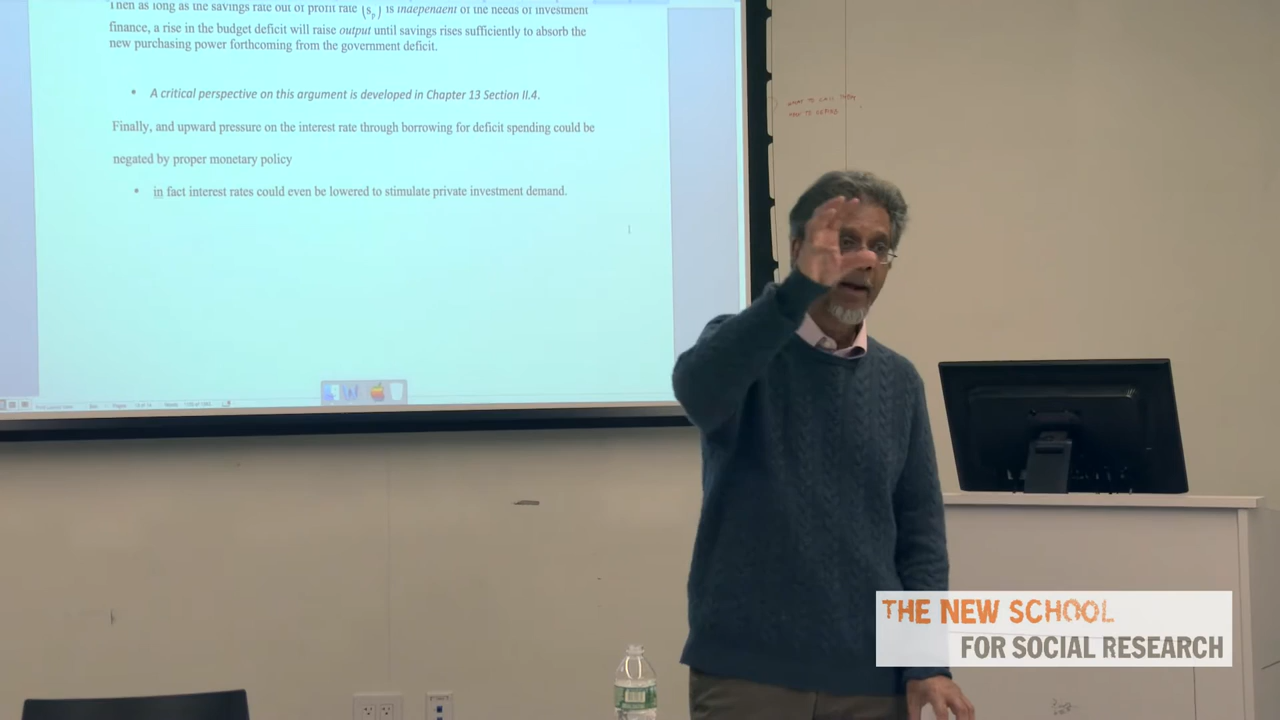 Then as long as the savings rate out of profit rate (sp) is independent of the needs of investment
finance, a rise in the budget deficit will raise output until savings rises sufficiently to absorb the
new purchasing power forthcoming from the government deficit.
• A critical perspective on this argument is developed in Chapter 13 Section II.4.
Finally, and upward pressure on the interest rate through borrowing for deficit spending could be
negated by proper monetary policy
• in fact interest rates could even be lowered to stimulate private investment demand.
THE NEW SCHOOL
FOR SOCIAL RESEARCH